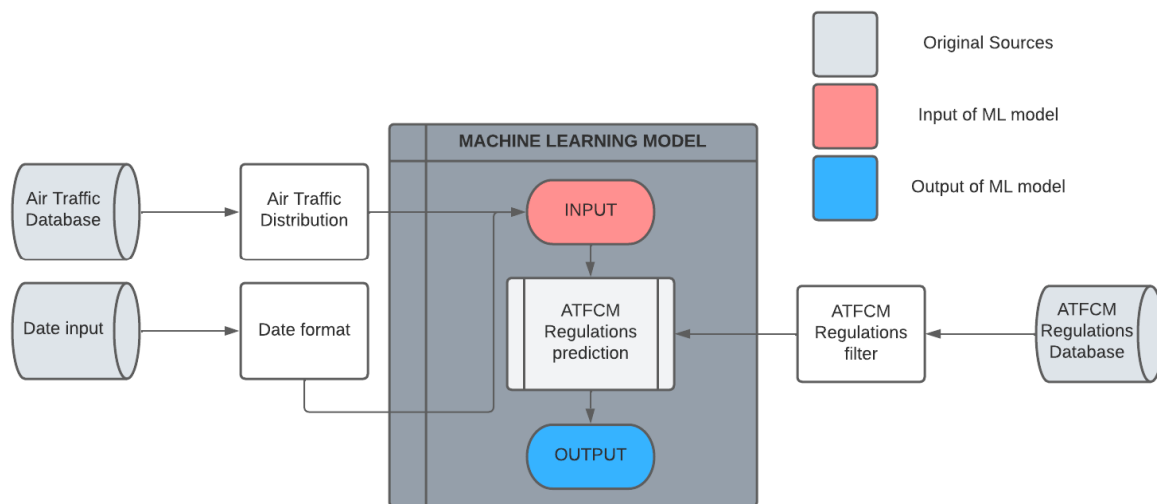 Original Sources
Input of ML model
Output of ML model
MACHINE LEARNING MODEL
Air Traffic
Database
Air Traffic
Distribution
INPUT
Date input
Date format
ATFCM
Regulations
prediction
ATFCM
Regulations
filter
ATFCM
Regulations
Database
OUTPUT